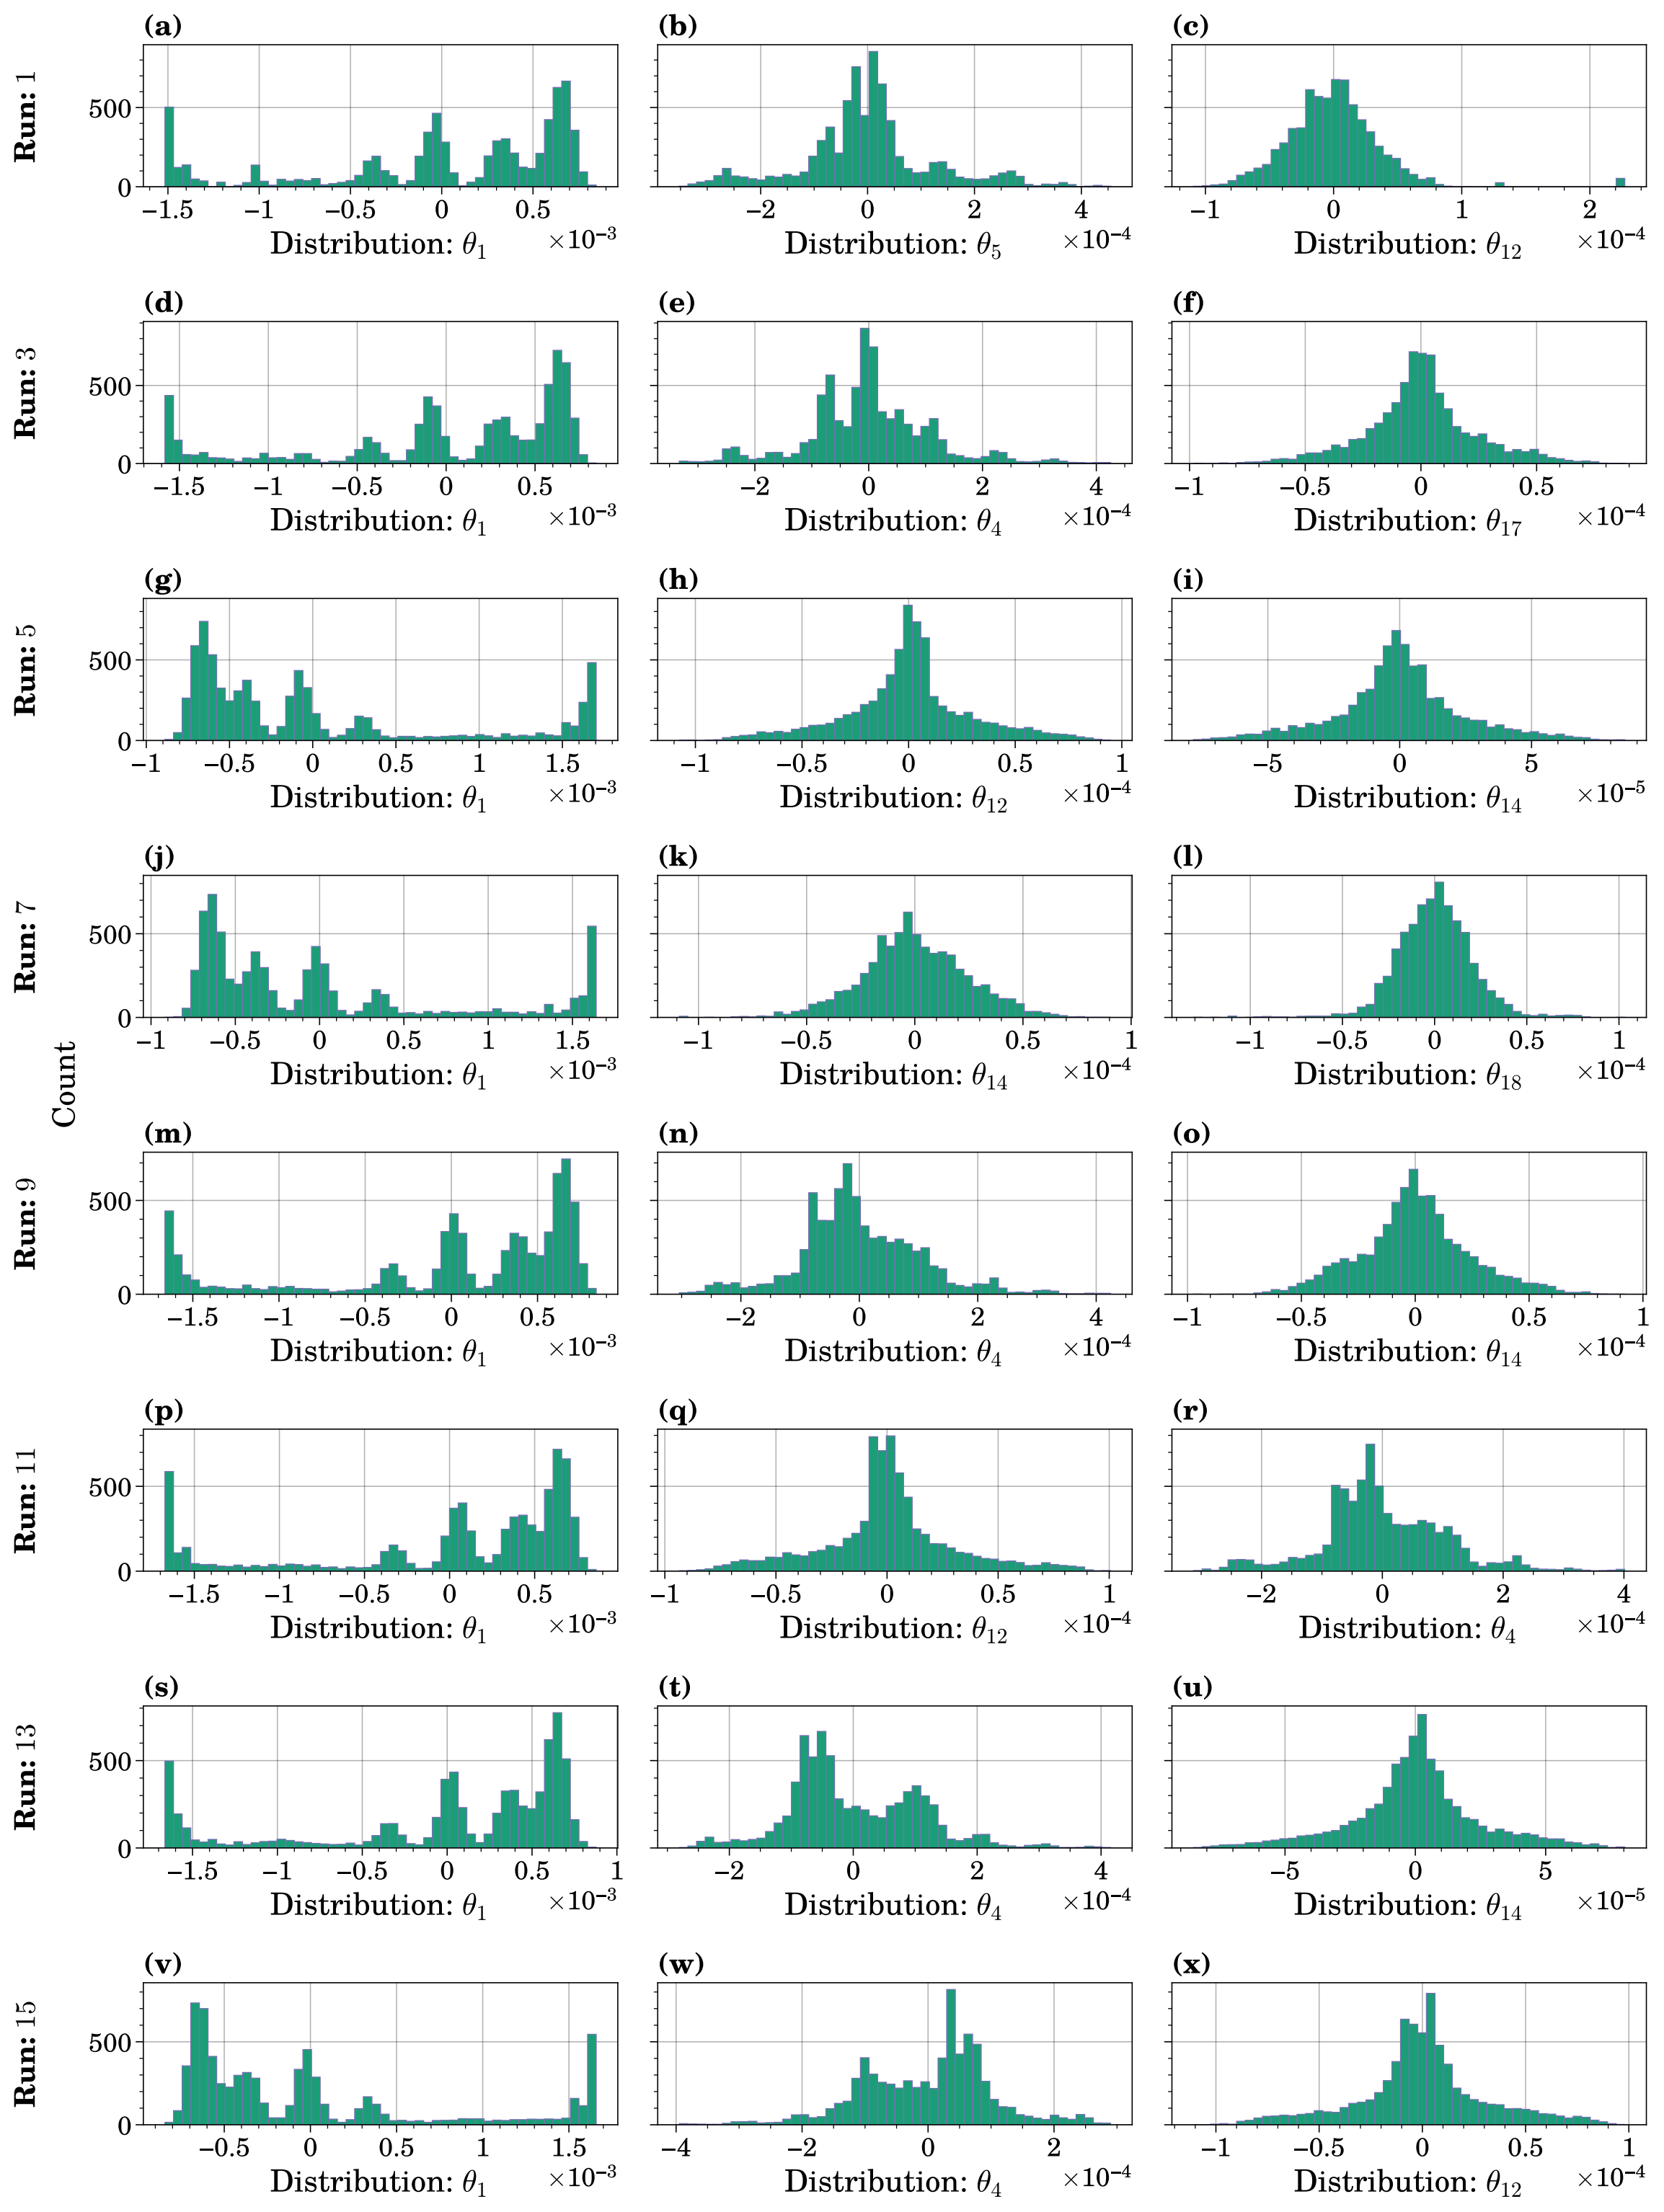 (a) (b) (c)
Run: 1
500
0
−1.5 −1 −0.5 0 0.5
×10⁻³
Distribution: θ₁
−2 0 2 4
×10⁻⁴
Distribution: θ₅
−1 0 1 2
×10⁻⁴
Distribution: θ₁₂
(d) (e) (f)
Run: 3
500
0
−1.5 −1 −0.5 0 0.5
×10⁻³
Distribution: θ₁
−2 0 2 4
×10⁻⁴
Distribution: θ₄
−1 −0.5 0 0.5
×10⁻⁴
Distribution: θ₁₇
(g) (h) (i)
Run: 5
500
0
−1 −0.5 0 0.5 1 1.5
×10⁻³
Distribution: θ₁
−1 −0.5 0 0.5 1
×10⁻⁴
Distribution: θ₁₂
−5 0 5
×10⁻⁵
Distribution: θ₁₄
(j) (k) (l)
Run: 7
500
0
−1 −0.5 0 0.5 1 1.5
×10⁻³
Distribution: θ₁
−1 −0.5 0 0.5 1
×10⁻⁴
Distribution: θ₁₄
−1 −0.5 0 0.5 1
×10⁻⁴
Distribution: θ₁₈
Count
(m) (n) (o)
Run: 9
500
0
−1.5 −1 −0.5 0 0.5
×10⁻³
Distribution: θ₁
−2 0 2 4
×10⁻⁴
Distribution: θ₄
−1 −0.5 0 0.5 1
×10⁻⁴
Distribution: θ₁₄
(p) (q) (r)
Run: 11
500
0
−1.5 −1 −0.5 0 0.5
×10⁻³
Distribution: θ₁
−1 −0.5 0 0.5 1
×10⁻⁴
Distribution: θ₁₂
−2 0 2 4
×10⁻⁴
Distribution: θ₄
(s) (t) (u)
Run: 13
500
0
−1.5 −1 −0.5 0 0.5 1
×10⁻³
Distribution: θ₁
−2 0 2 4
×10⁻⁴
Distribution: θ₄
−5 0 5
×10⁻⁵
Distribution: θ₁₄
(v) (w) (x)
Run: 15
500
0
−0.5 0 0.5 1 1.5
×10⁻³
Distribution: θ₁
−4 −2 0 2
×10⁻⁴
Distribution: θ₄
−1 −0.5 0 0.5 1
×10⁻⁴
Distribution: θ₁₂